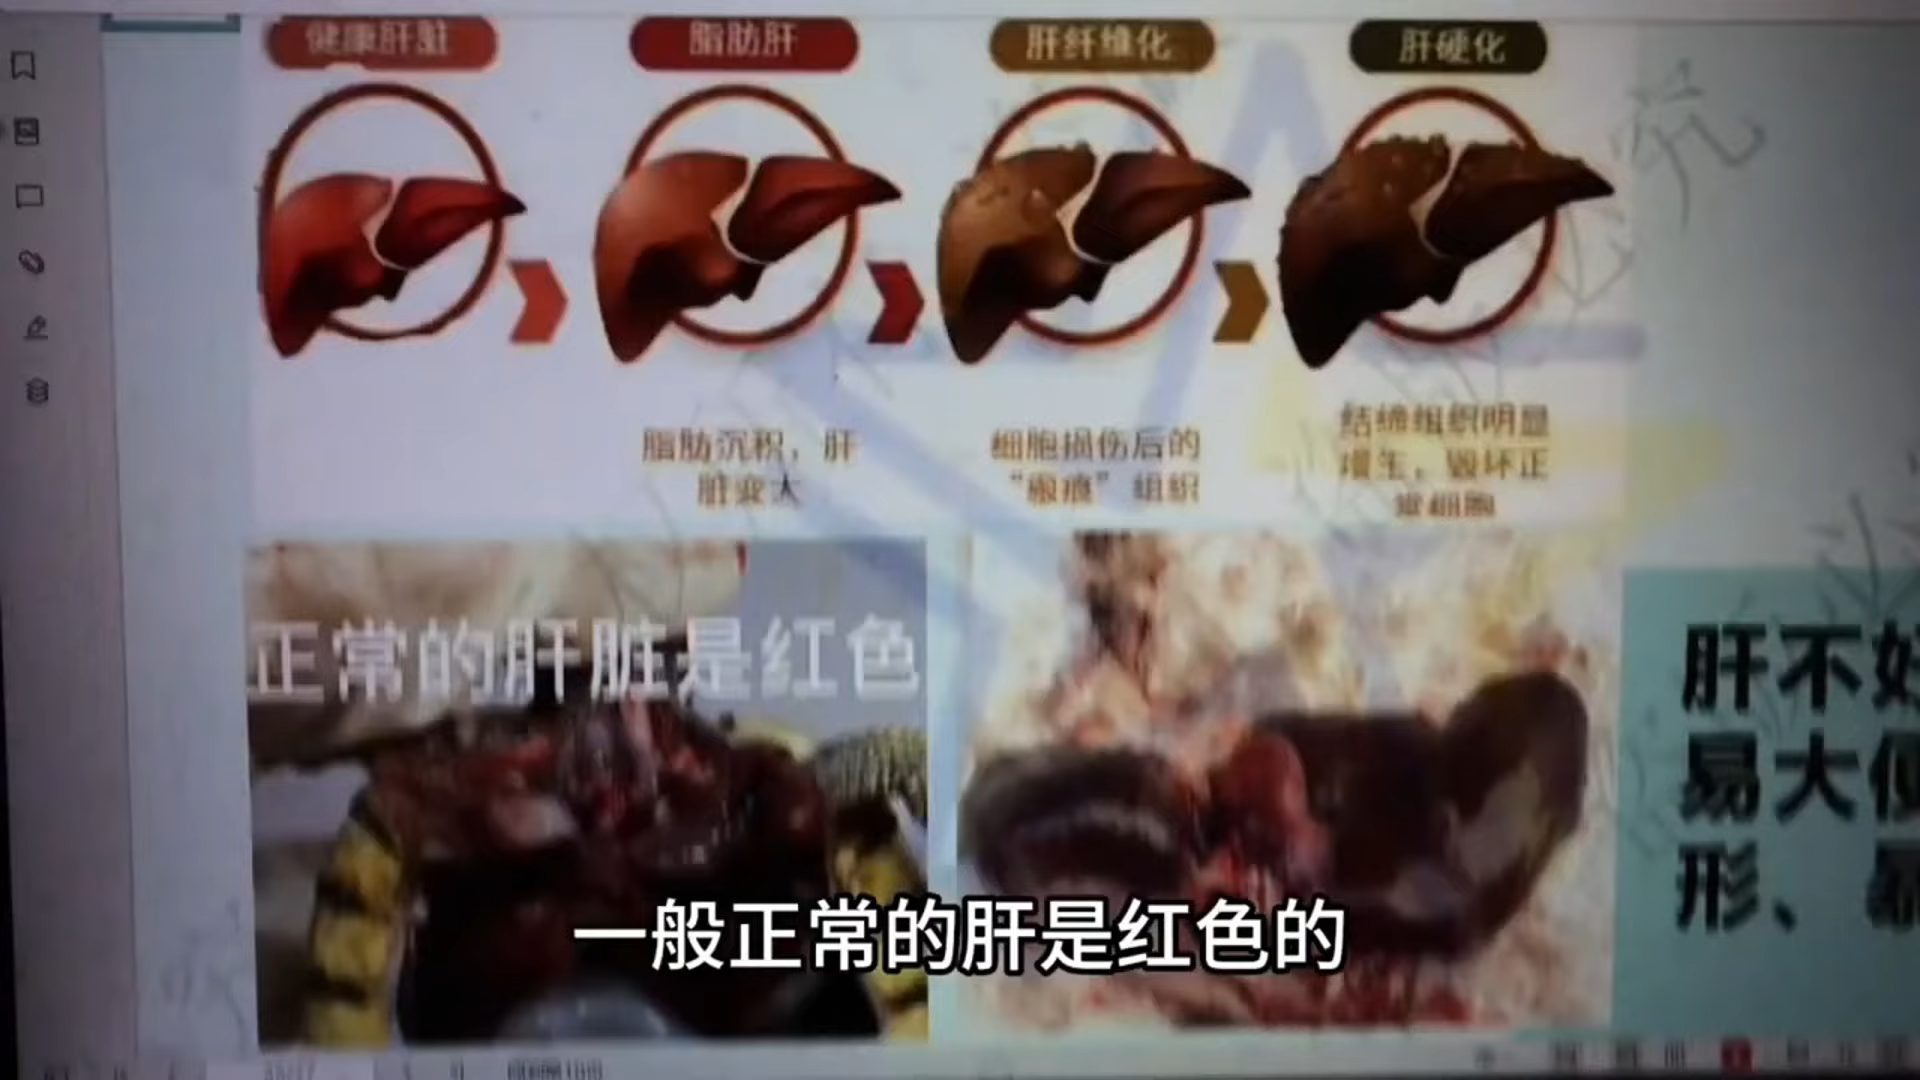 健康肝脏
脂肪肝
肝纤维化
肝硬化
脂肪沉积，肝
脏变大
细胞损伤后的
“瘢痕”组织
结缔组织明显
增生，毁坏正
常细胞
正常的肝脏是红色
肝不好
易大便
形、暴
一般正常的肝是红色的